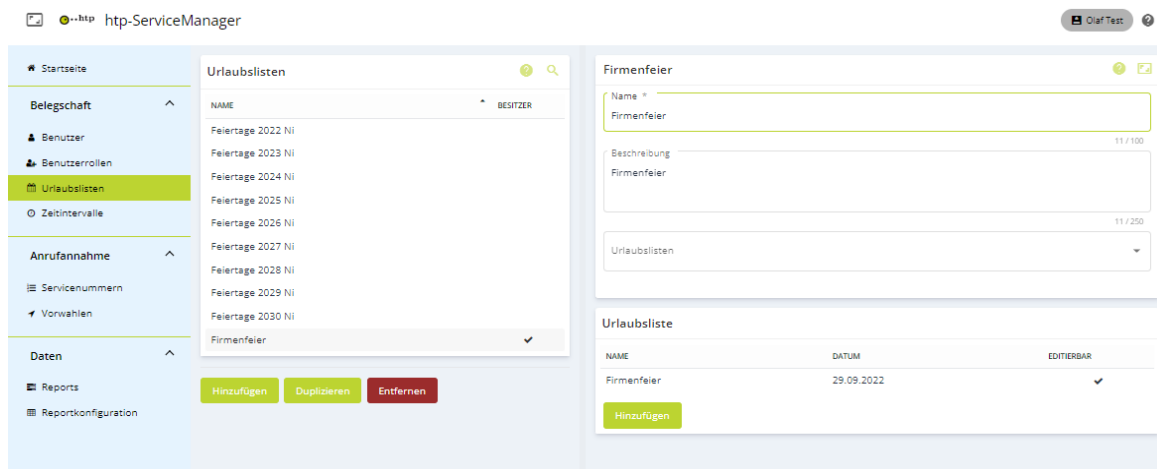 htp htp-ServiceManager
Olaf Test
Startseite
Belegschaft
Benutzer
Benutzerrollen
Urlaubslisten
Zeitintervalle
Anrufannahme
Servicenummern
Vorwahlen
Daten
Reports
Reportkonfiguration
Urlaubslisten
NAME BESITZER
Feiertage 2022 Ni
Feiertage 2023 Ni
Feiertage 2024 Ni
Feiertage 2025 Ni
Feiertage 2026 Ni
Feiertage 2027 Ni
Feiertage 2028 Ni
Feiertage 2029 Ni
Feiertage 2030 Ni
Firmenfeier
Hinzufügen Duplizieren Entfernen
Firmenfeier
Name *
Firmenfeier
11 / 100
Beschreibung
Firmenfeier
11 / 250
Urlaubslisten
Urlaubsliste
NAME DATUM EDITIERBAR
Firmenfeier 29.09.2022
Hinzufügen